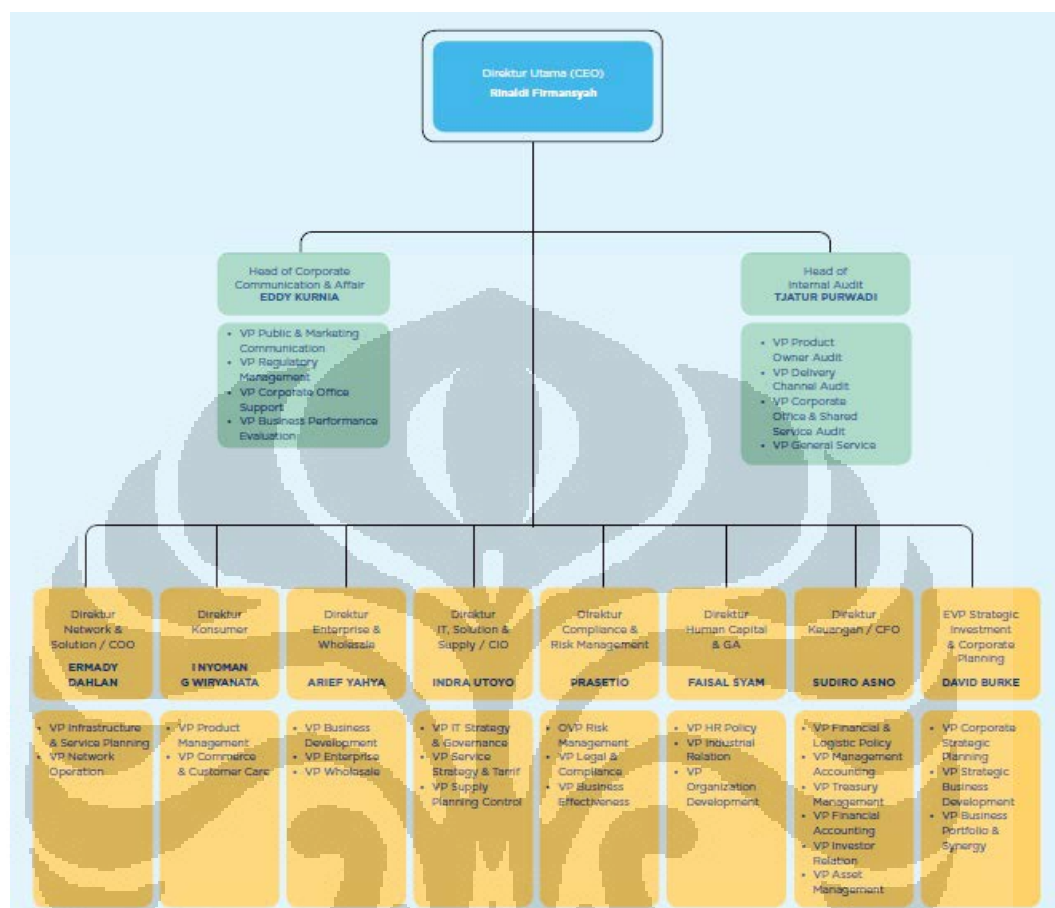 Direktur Utama (CEO)
Rinaldi Firmansyah
Head of Corporate
Communication & Affair
EDDY KURNIA
• VP Public & Marketing
Communication
• VP Regulatory
Management
• VP Corporate Office
Support
• VP Business Performance
Evaluation
Head of
Internal Audit
TJATUR PURWADI
• VP Product
Owner Audit
• VP Delivery
Channel Audit
• VP Corporate
Office & Shared
Service Audit
• VP General Service
Direktur
Network &
Solution / COO
ERMADY
DAHLAN
• VP Infrastructure
& Service Planning
• VP Network
Operation
Direktur
Konsumer
I NYOMAN
G WIRYANATA
• VP Product
Management
• VP Commerce
& Customer Care
Direktur
Enterprise &
Wholesale
ARIEF YAHYA
• VP Business
Development
• VP Enterprise
• VP Wholesale
Direktur
IT, Solution &
Supply / CIO
INDRA UTOYO
• VP IT Strategy
& Governance
• VP Service
Strategy & Tarrif
• VP Supply
Planning Control
Direktur
Compliance &
Risk Management
PRASETIO
• OVP Risk
Management
• VP Legal &
Compliance
• VP Business
Effectiveness
Direktur
Human Capital
& GA
FAISAL SYAM
• VP HR Policy
• VP Industrial
Relation
• VP
Organization
Development
Direktur
Keuangan / CFO
SUDIRO ASNO
• VP Financial &
Logistic Policy
• VP Management
Accounting
• VP Treasury
Management
• VP Financial
Accounting
• VP Investor
Relation
• VP Asset
Management
EVP Strategic
Investment
& Corporate
Planning
DAVID BURKE
• VP Corporate
Strategic
Planning
• VP Strategic
Business
Development
• VP Business
Portfolio &
Synergy